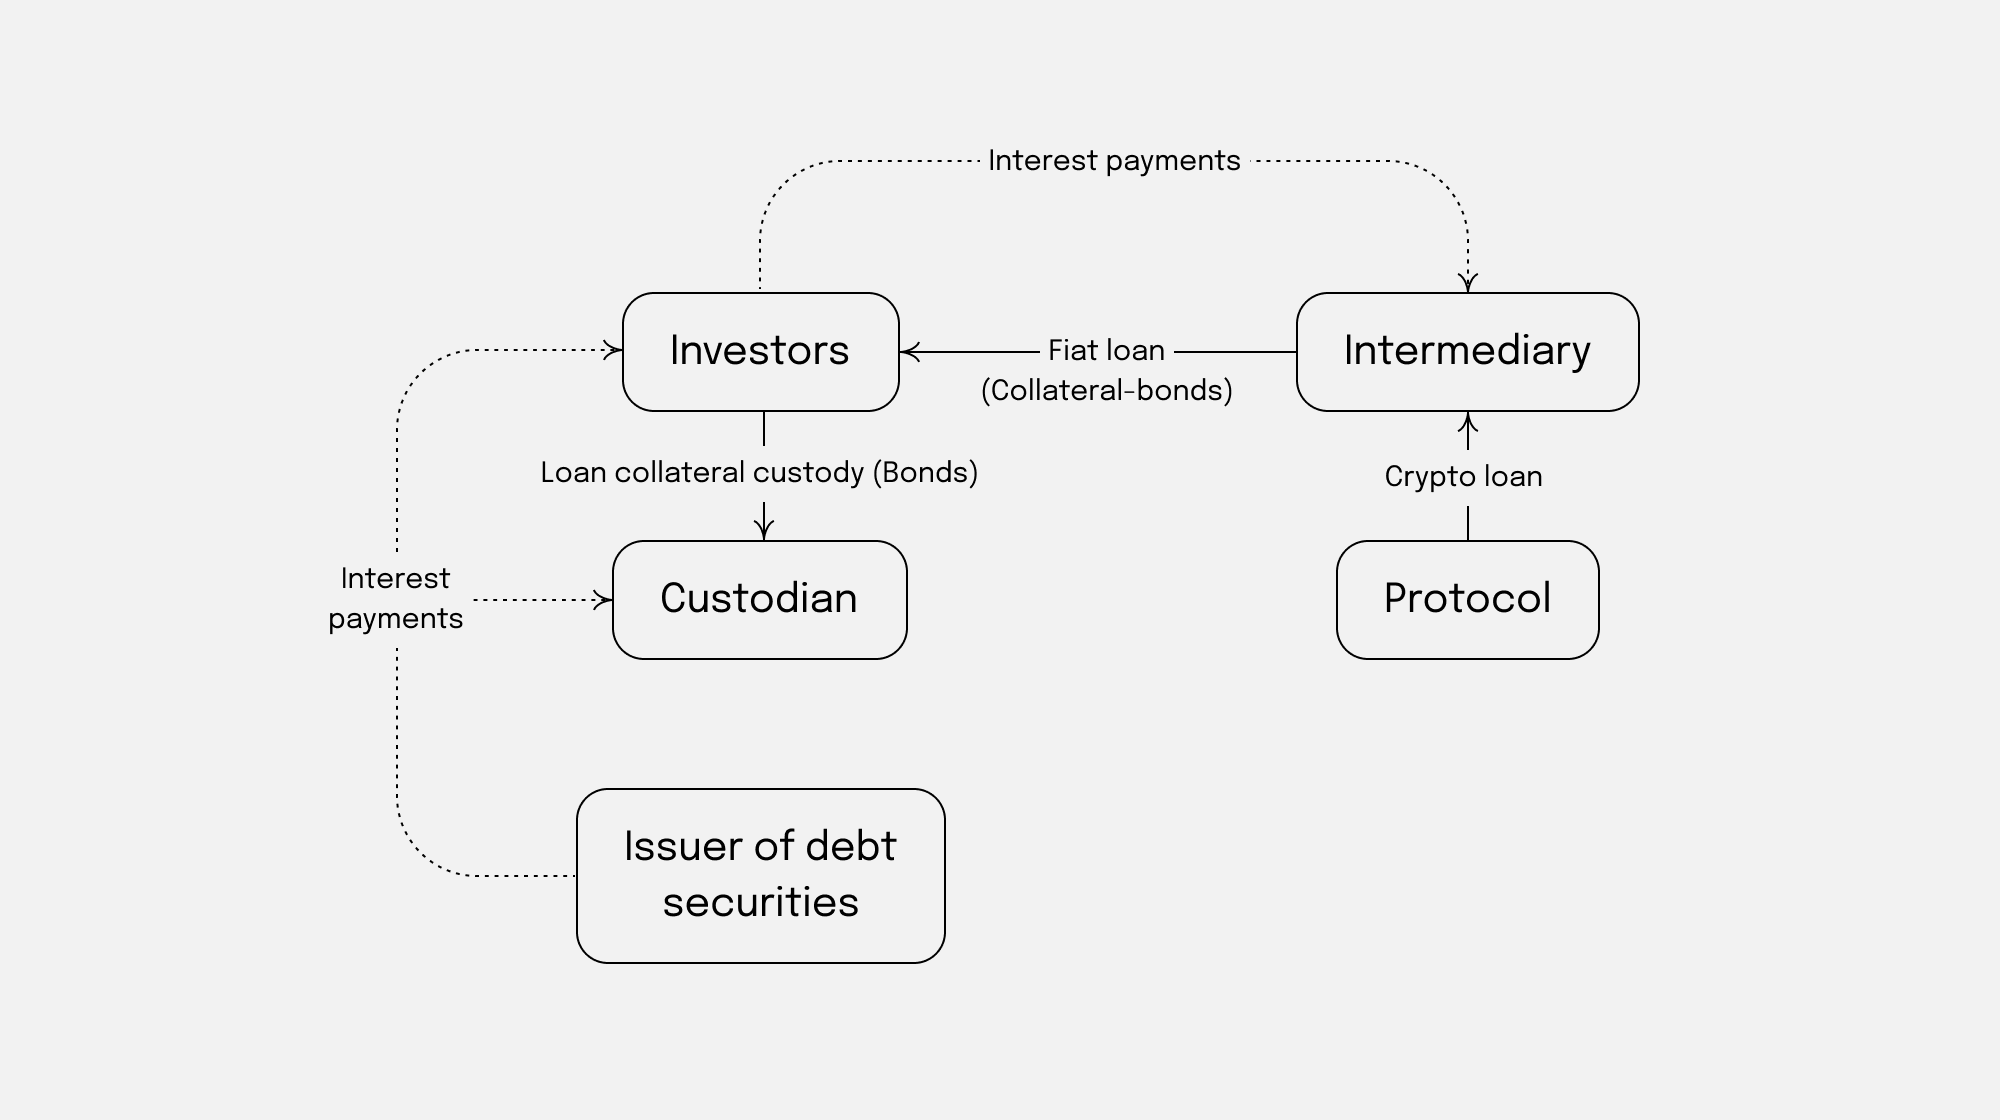 Interest payments
Investors
Fiat loan
(Collateral-bonds)
Intermediary
Loan collateral custody (Bonds)
Crypto loan
Interest
payments
Custodian
Protocol
Issuer of debt
securities